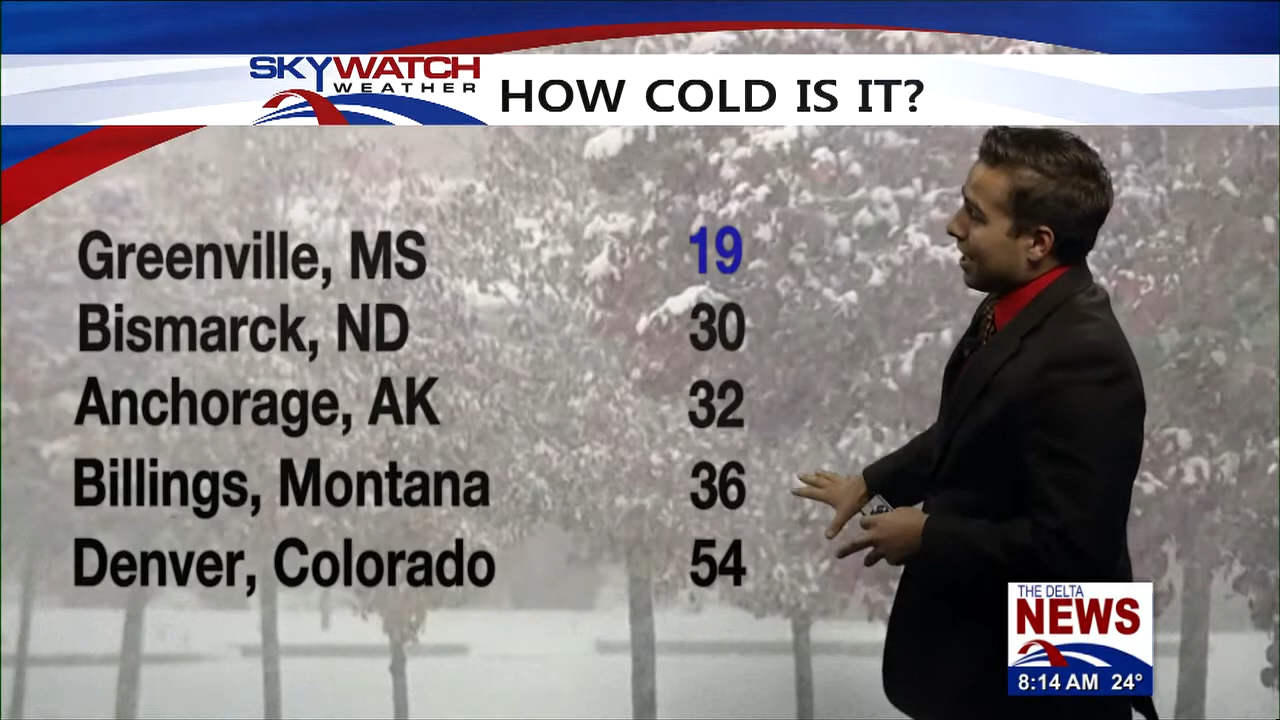 SKYWATCH
WEATHER
HOW COLD IS IT?
Greenville, MS 19
Bismarck, ND 30
Anchorage, AK 32
Billings, Montana 36
Denver, Colorado 54
THE DELTA
NEWS
8:14 AM 24°